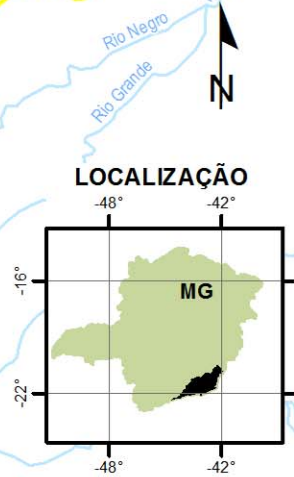 Rio Negro
Rio Grande
N
LOCALIZAÇÃO
-48° -42°
-16°
MG
-22°
-48° -42°